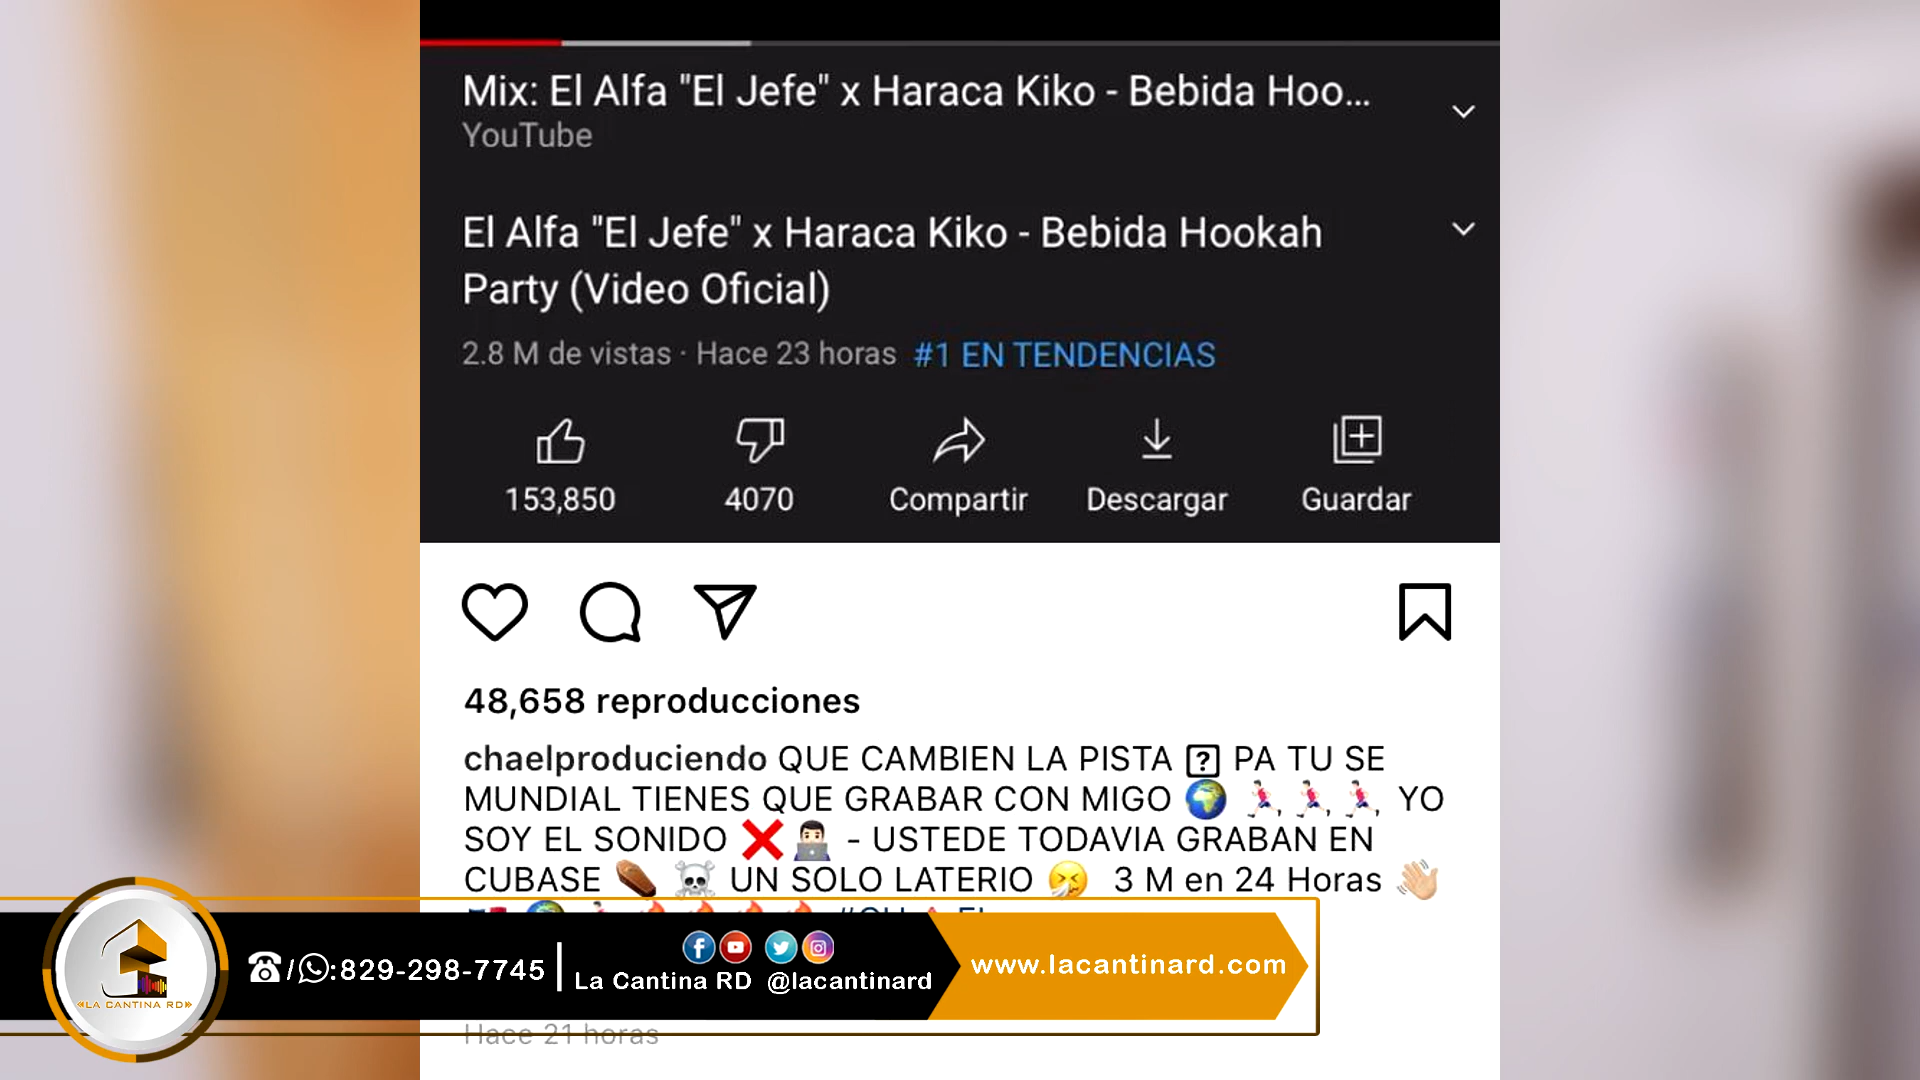 Mix: El Alfa "El Jefe" x Haraca Kiko - Bebida Hoo...
YouTube
El Alfa "El Jefe" x Haraca Kiko - Bebida Hookah
Party (Video Oficial)
2.8 M de vistas · Hace 23 horas #1 EN TENDENCIAS
153,850 4070 Compartir Descargar Guardar
48,658 reproducciones
chaelproduciendo QUE CAMBIEN LA PISTA ? PA TU SE
MUNDIAL TIENES QUE GRABAR CON MIGO 🌍 🏃🏻‍♂️🏃🏻‍♂️🏃🏻‍♂️ YO
SOY EL SONIDO ❌👨🏻‍💻 - USTEDE TODAVIA GRABAN EN
CUBASE ⚰️ ☠️ UN SOLO LATERIO 🤧 3 M en 24 Horas 👋🏻
:829-298-7745
La Cantina RD @lacantinard
www.lacantinard.com
«LA CANTINA RD»
Hace 21 horas